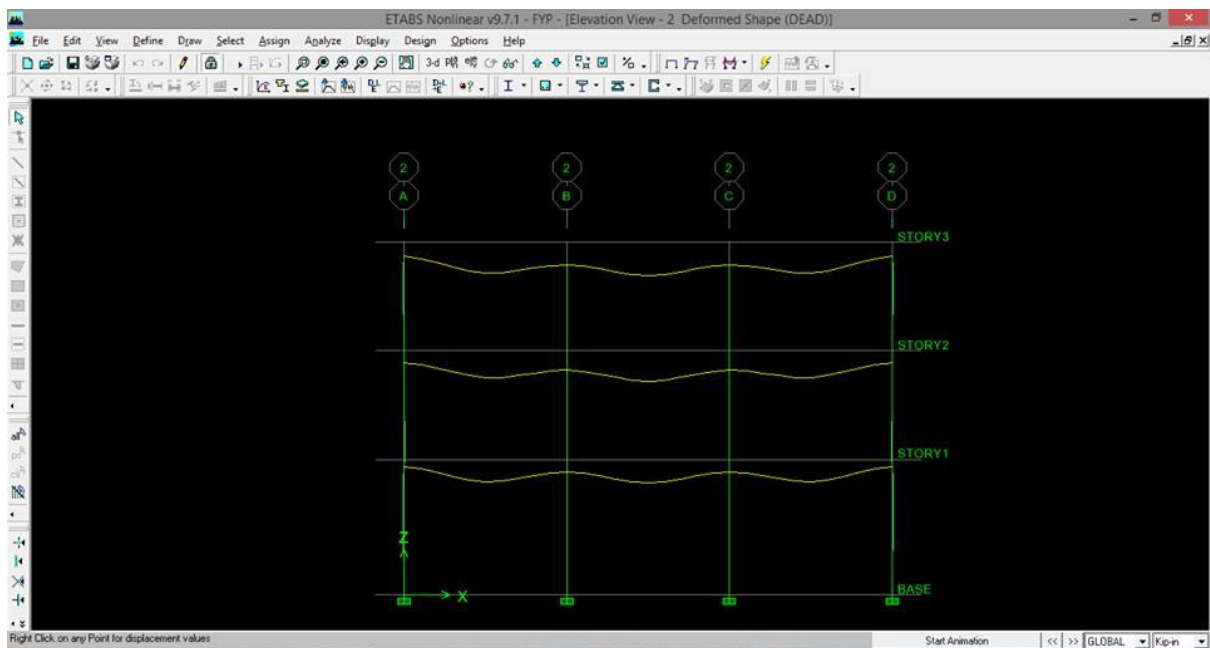 ETABS Nonlinear v9.7.1 - FYP - [Elevation View - 2 Deformed Shape (DEAD)]
File Edit View Define Draw Select Assign Analyze Display Design Options Help
3-d
2 2 2 2
A B C D
STORY3
STORY2
STORY1
Z
X
BASE
Right Click on any Point for displacement values
Start Animation
<< >> GLOBAL Kip-in